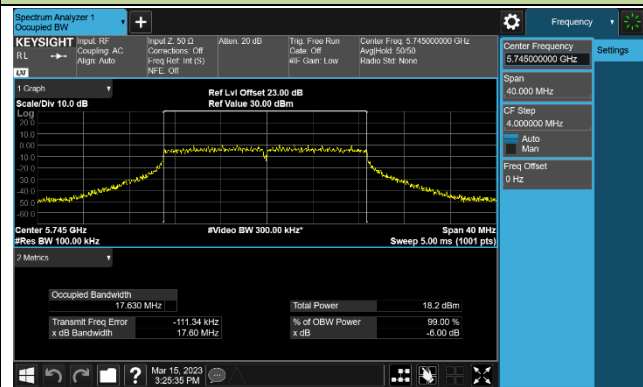 Spectrum Analyzer 1
Occupied BW
Frequency
KEYSIGHT
RL
LXI
Input: RF
Coupling: AC
Align: Auto
Input Z: 50 Ω
Corrections: Off
Freq Ref: Int (S)
NFE: Off
Atten: 20 dB
Trig: Free Run
Gate: Off
#IF Gain: Low
Center Freq: 5.745000000 GHz
Avg|Hold: 50/50
Radio Std: None
Center Frequency
5.745000000 GHz
Settings
Span
40.000 MHz
CF Step
4.000000 MHz
Auto
Man
Freq Offset
0 Hz
1 Graph
Scale/Div 10.0 dB
Ref Lvl Offset 23.00 dB
Ref Value 30.00 dBm
Log
20.0
10.0
0.00
-10.0
-20.0
-30.0
-40.0
-50.0
-60.0
Center 5.745 GHz
#Res BW 100.00 kHz
#Video BW 300.00 kHz*
Span 40 MHz
Sweep 5.00 ms (1001 pts)
2 Metrics
Occupied Bandwidth
17.630 MHz
Transmit Freq Error -111.34 kHz
x dB Bandwidth 17.60 MHz
Total Power 18.2 dBm
% of OBW Power 99.00 %
x dB -6.00 dB
Mar 15, 2023
3:25:35 PM